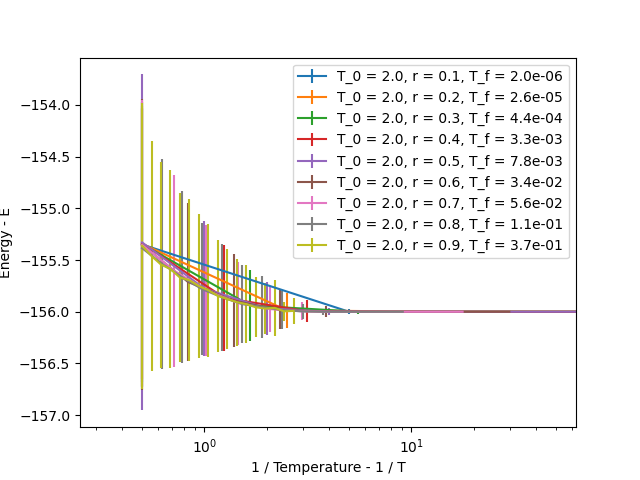 T_0 = 2.0, r = 0.1, T_f = 2.0e-06
T_0 = 2.0, r = 0.2, T_f = 2.6e-05
T_0 = 2.0, r = 0.3, T_f = 4.4e-04
T_0 = 2.0, r = 0.4, T_f = 3.3e-03
T_0 = 2.0, r = 0.5, T_f = 7.8e-03
T_0 = 2.0, r = 0.6, T_f = 3.4e-02
T_0 = 2.0, r = 0.7, T_f = 5.6e-02
T_0 = 2.0, r = 0.8, T_f = 1.1e-01
T_0 = 2.0, r = 0.9, T_f = 3.7e-01
Energy - E
−154.0
−154.5
−155.0
−155.5
−156.0
−156.5
−157.0
10⁰ 10¹
1 / Temperature - 1 / T